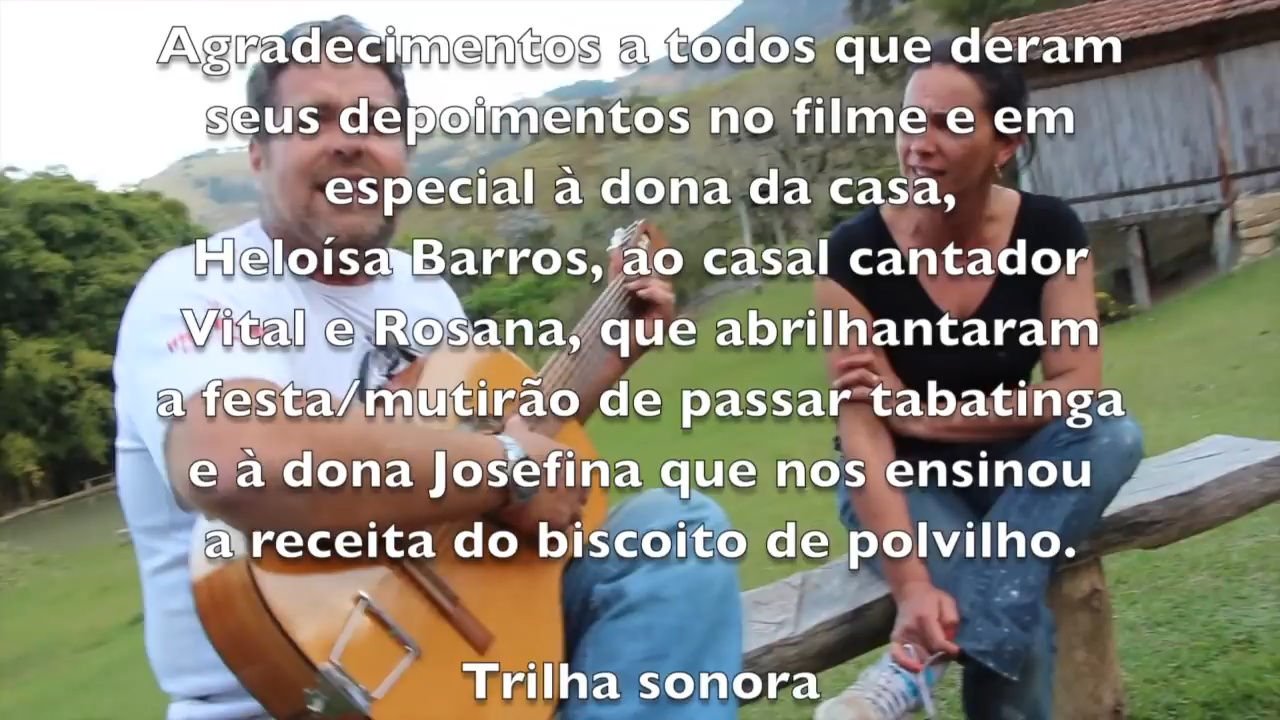 Agradecimentos a todos que deram
seus depoimentos no filme e em
especial à dona da casa,
Heloísa Barros, ao casal cantador
Vital e Rosana, que abrilhantaram
a festa/mutirão de passar tabatinga
e à dona Josefina que nos ensinou
a receita do biscoito de polvilho.
Trilha sonora